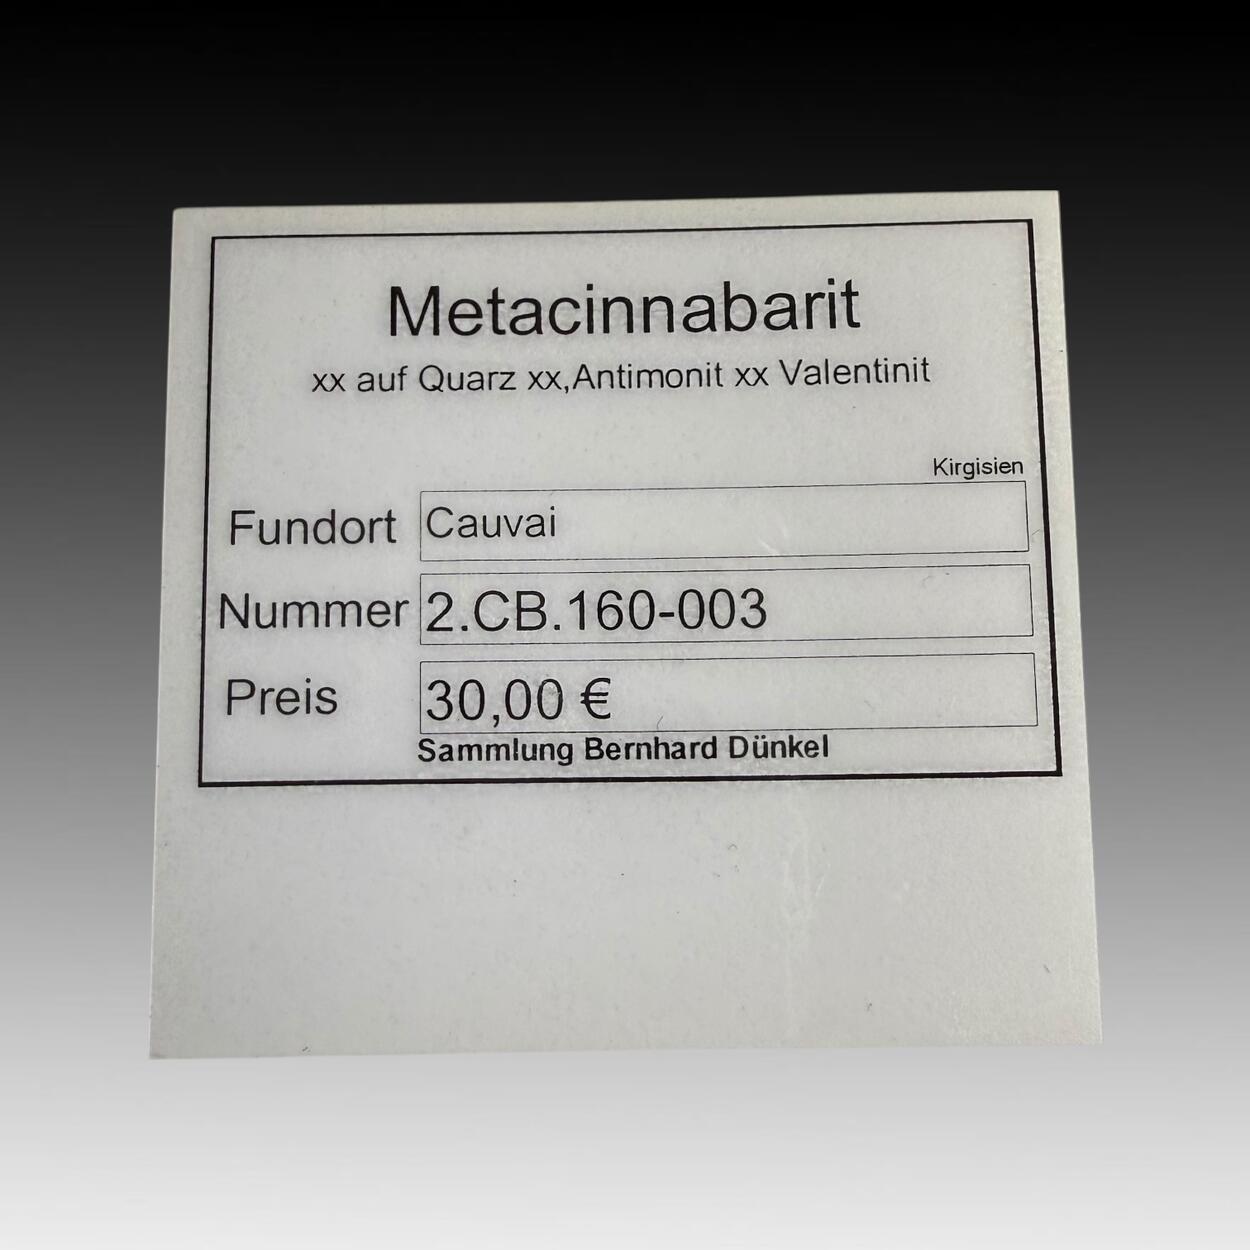 Metacinnabarit
xx auf Quarz xx,Antimonit xx Valentinit
Kirgisien
Fundort Cauvai
Nummer 2.CB.160-003
Preis 30,00 €
Sammlung Bernhard Dünkel